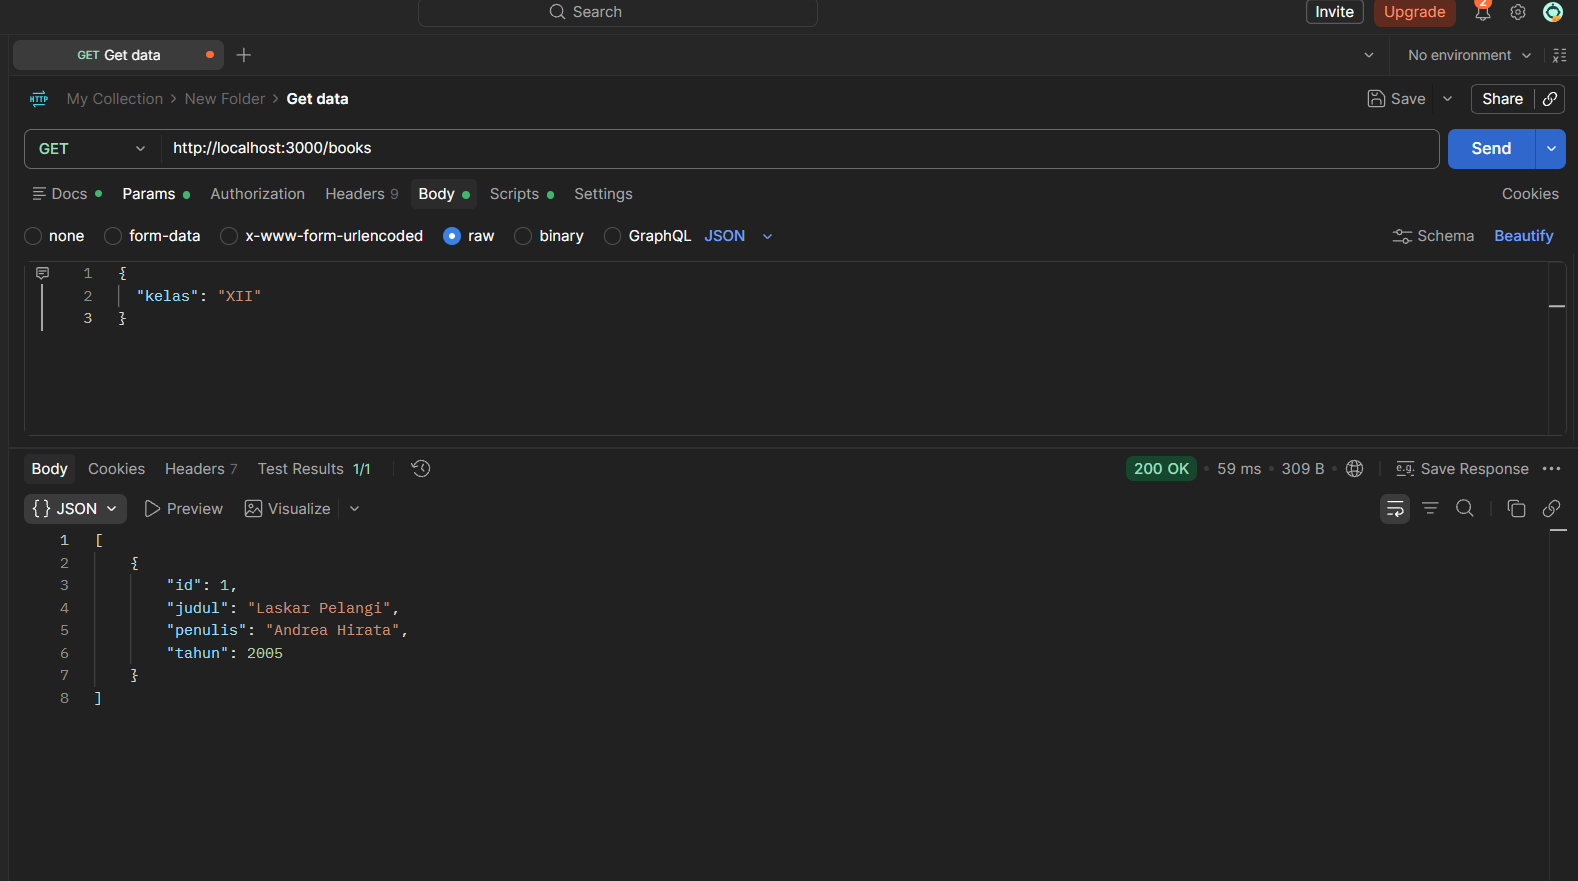 Search
Invite
Upgrade
2
GET Get data
No environment
HTTP
My Collection > New Folder > Get data
Save
Share
GET
http://localhost:3000/books
Send
Docs
Params
Authorization
Headers 9
Body
Scripts
Settings
Cookies
none
form-data
x-www-form-urlencoded
raw
binary
GraphQL
JSON
Schema
Beautify
1 {
2 "kelas": "XII"
3 }
Body
Cookies
Headers 7
Test Results 1/1
200 OK • 59 ms • 309 B •
e.g. Save Response
{} JSON
Preview
Visualize
1 [
2 {
3 "id": 1,
4 "judul": "Laskar Pelangi",
5 "penulis": "Andrea Hirata",
6 "tahun": 2005
7 }
8 ]